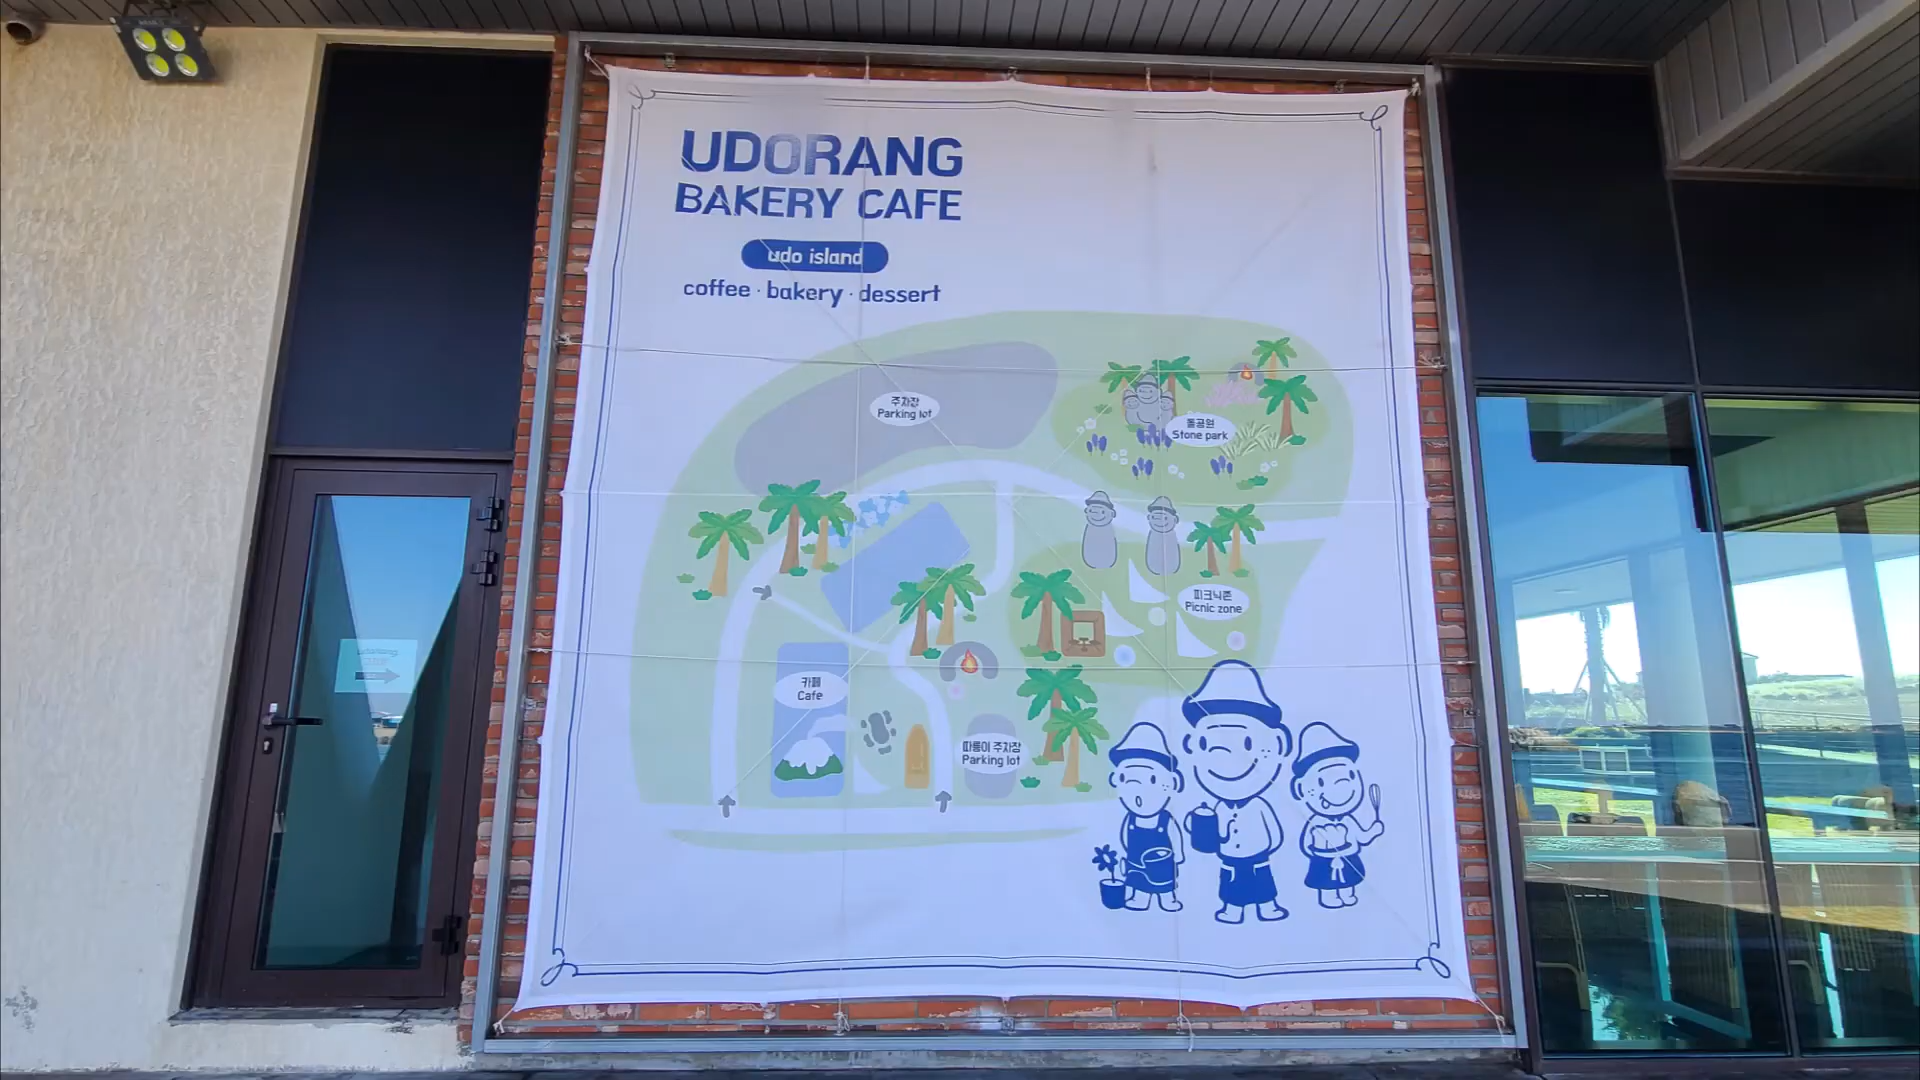 UDORANG
BAKERY CAFE
udo island
coffee · bakery · dessert
주차장
Parking lot
돌공원
Stone park
피크닉존
Picnic zone
카페
Cafe
따릉이 주차장
Parking lot
udorang